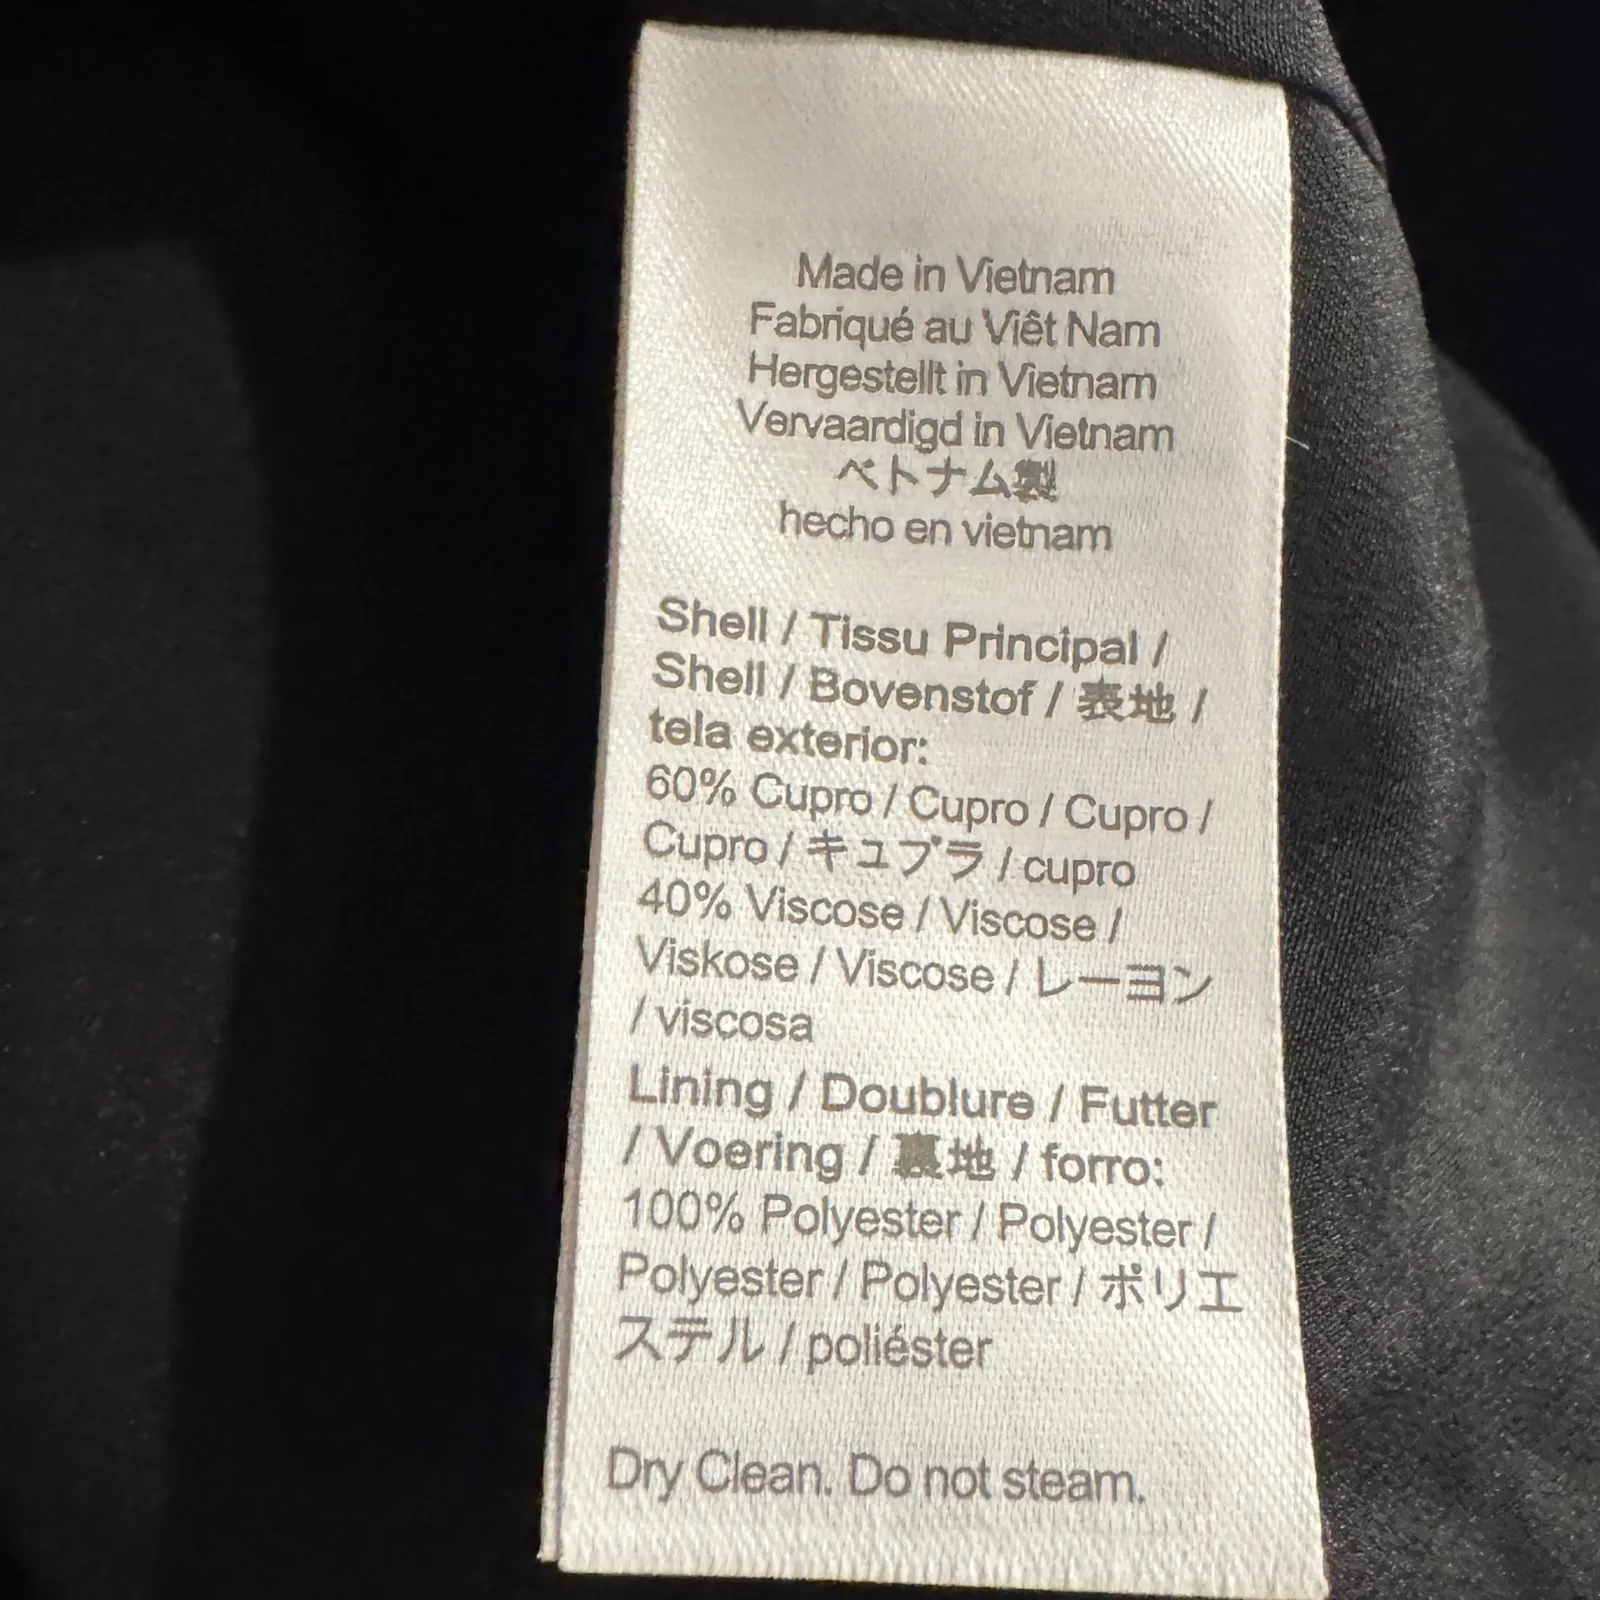 Made in Vietnam
Fabriqué au Viêt Nam
Hergestellt in Vietnam
Vervaardigd in Vietnam
ベトナム製
hecho en vietnam
Shell / Tissu Principal /
Shell / Bovenstof / 表地 /
tela exterior:
60% Cupro / Cupro / Cupro /
Cupro / キュプラ / cupro
40% Viscose / Viscose /
Viskose / Viscose / レーヨン
/ viscosa
Lining / Doublure / Futter
/ Voering / 裏地 / forro:
100% Polyester / Polyester /
Polyester / Polyester / ポリエ
ステル / poliéster
Dry Clean. Do not steam.